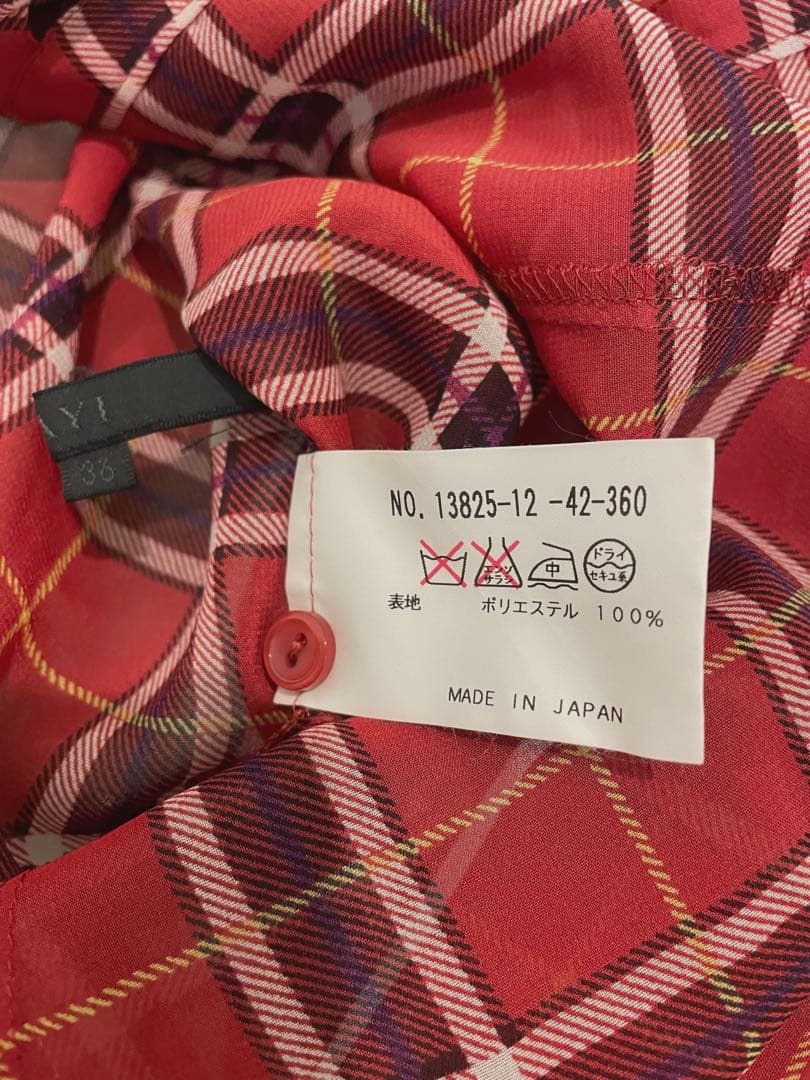 AYI
38
NO. 13825-12 -42-360
エンソ
サラシ
中
ドライ
セキユ系
表地 ポリエステル 100%
MADE IN JAPAN